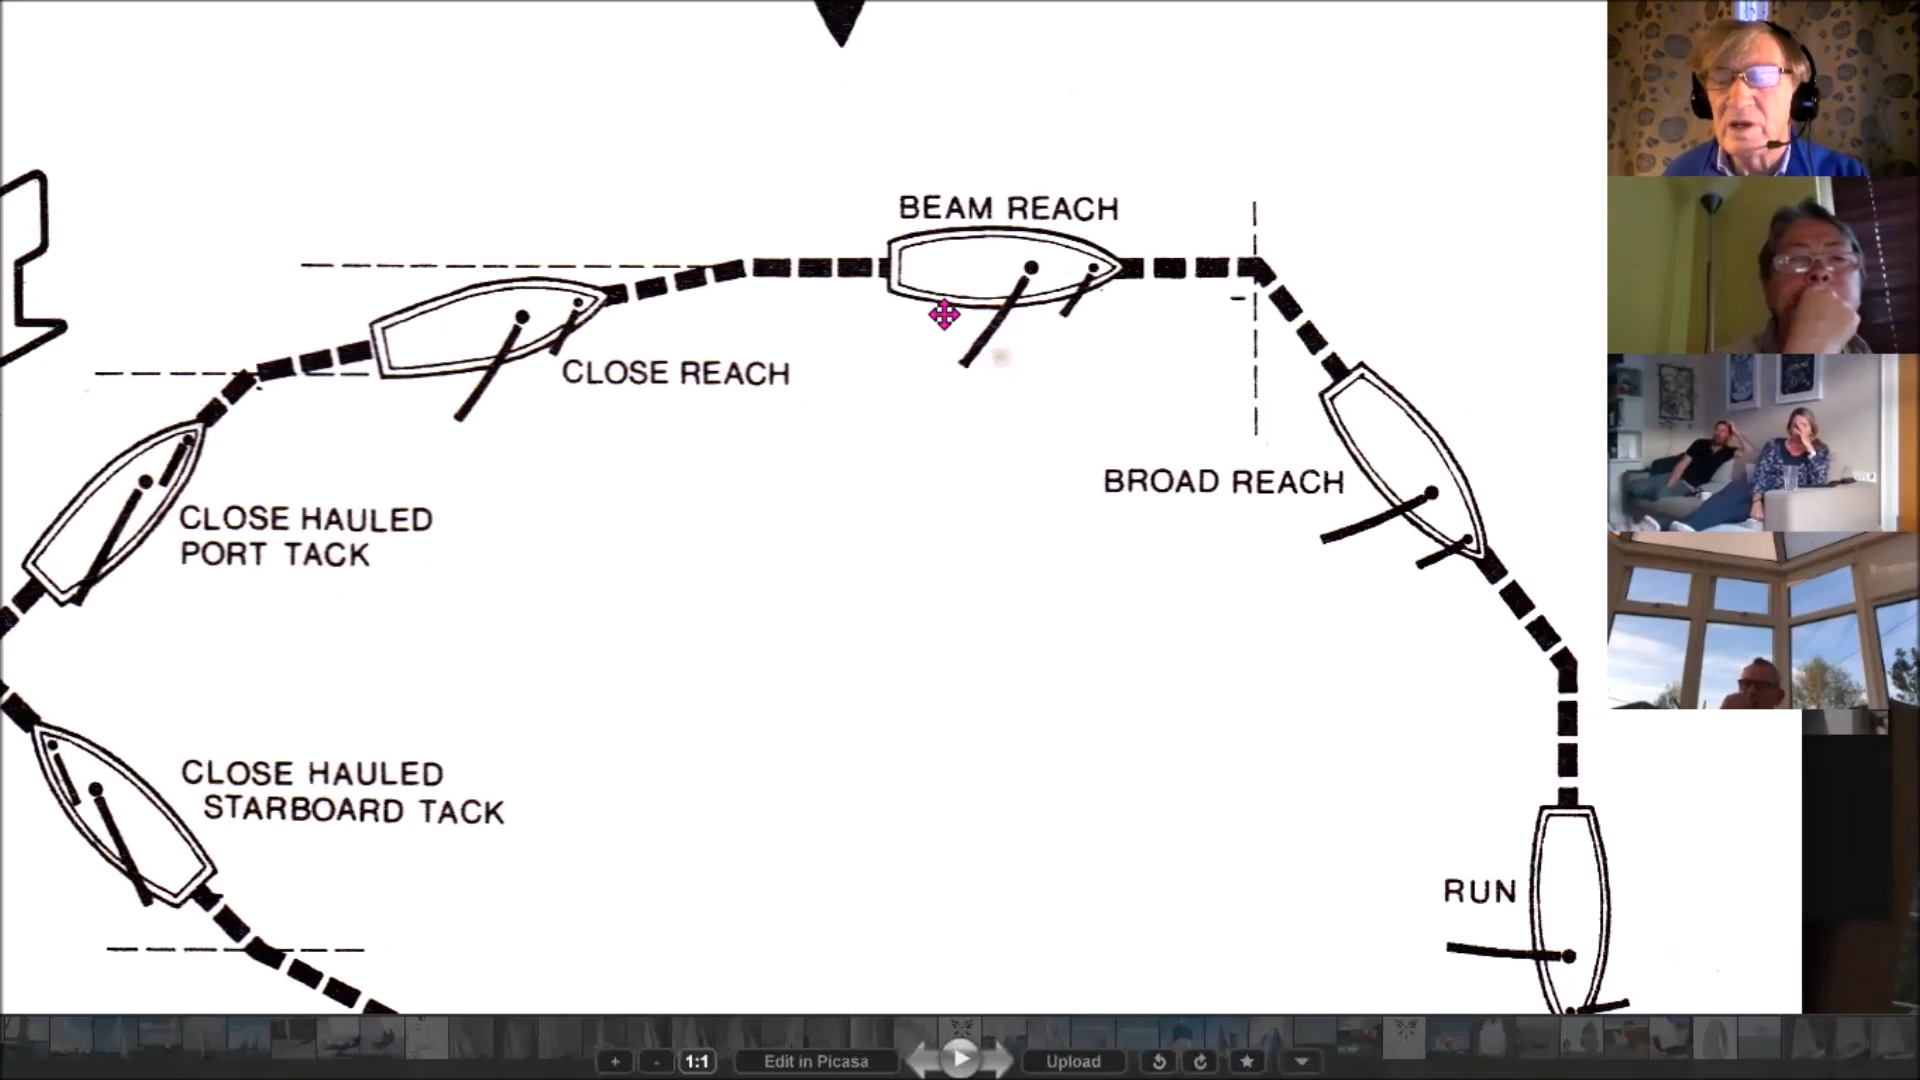 BEAM REACH
CLOSE REACH
BROAD REACH
CLOSE HAULED
PORT TACK
CLOSE HAULED
STARBOARD TACK
RUN
+
-
1:1
Edit in Picasa
Upload